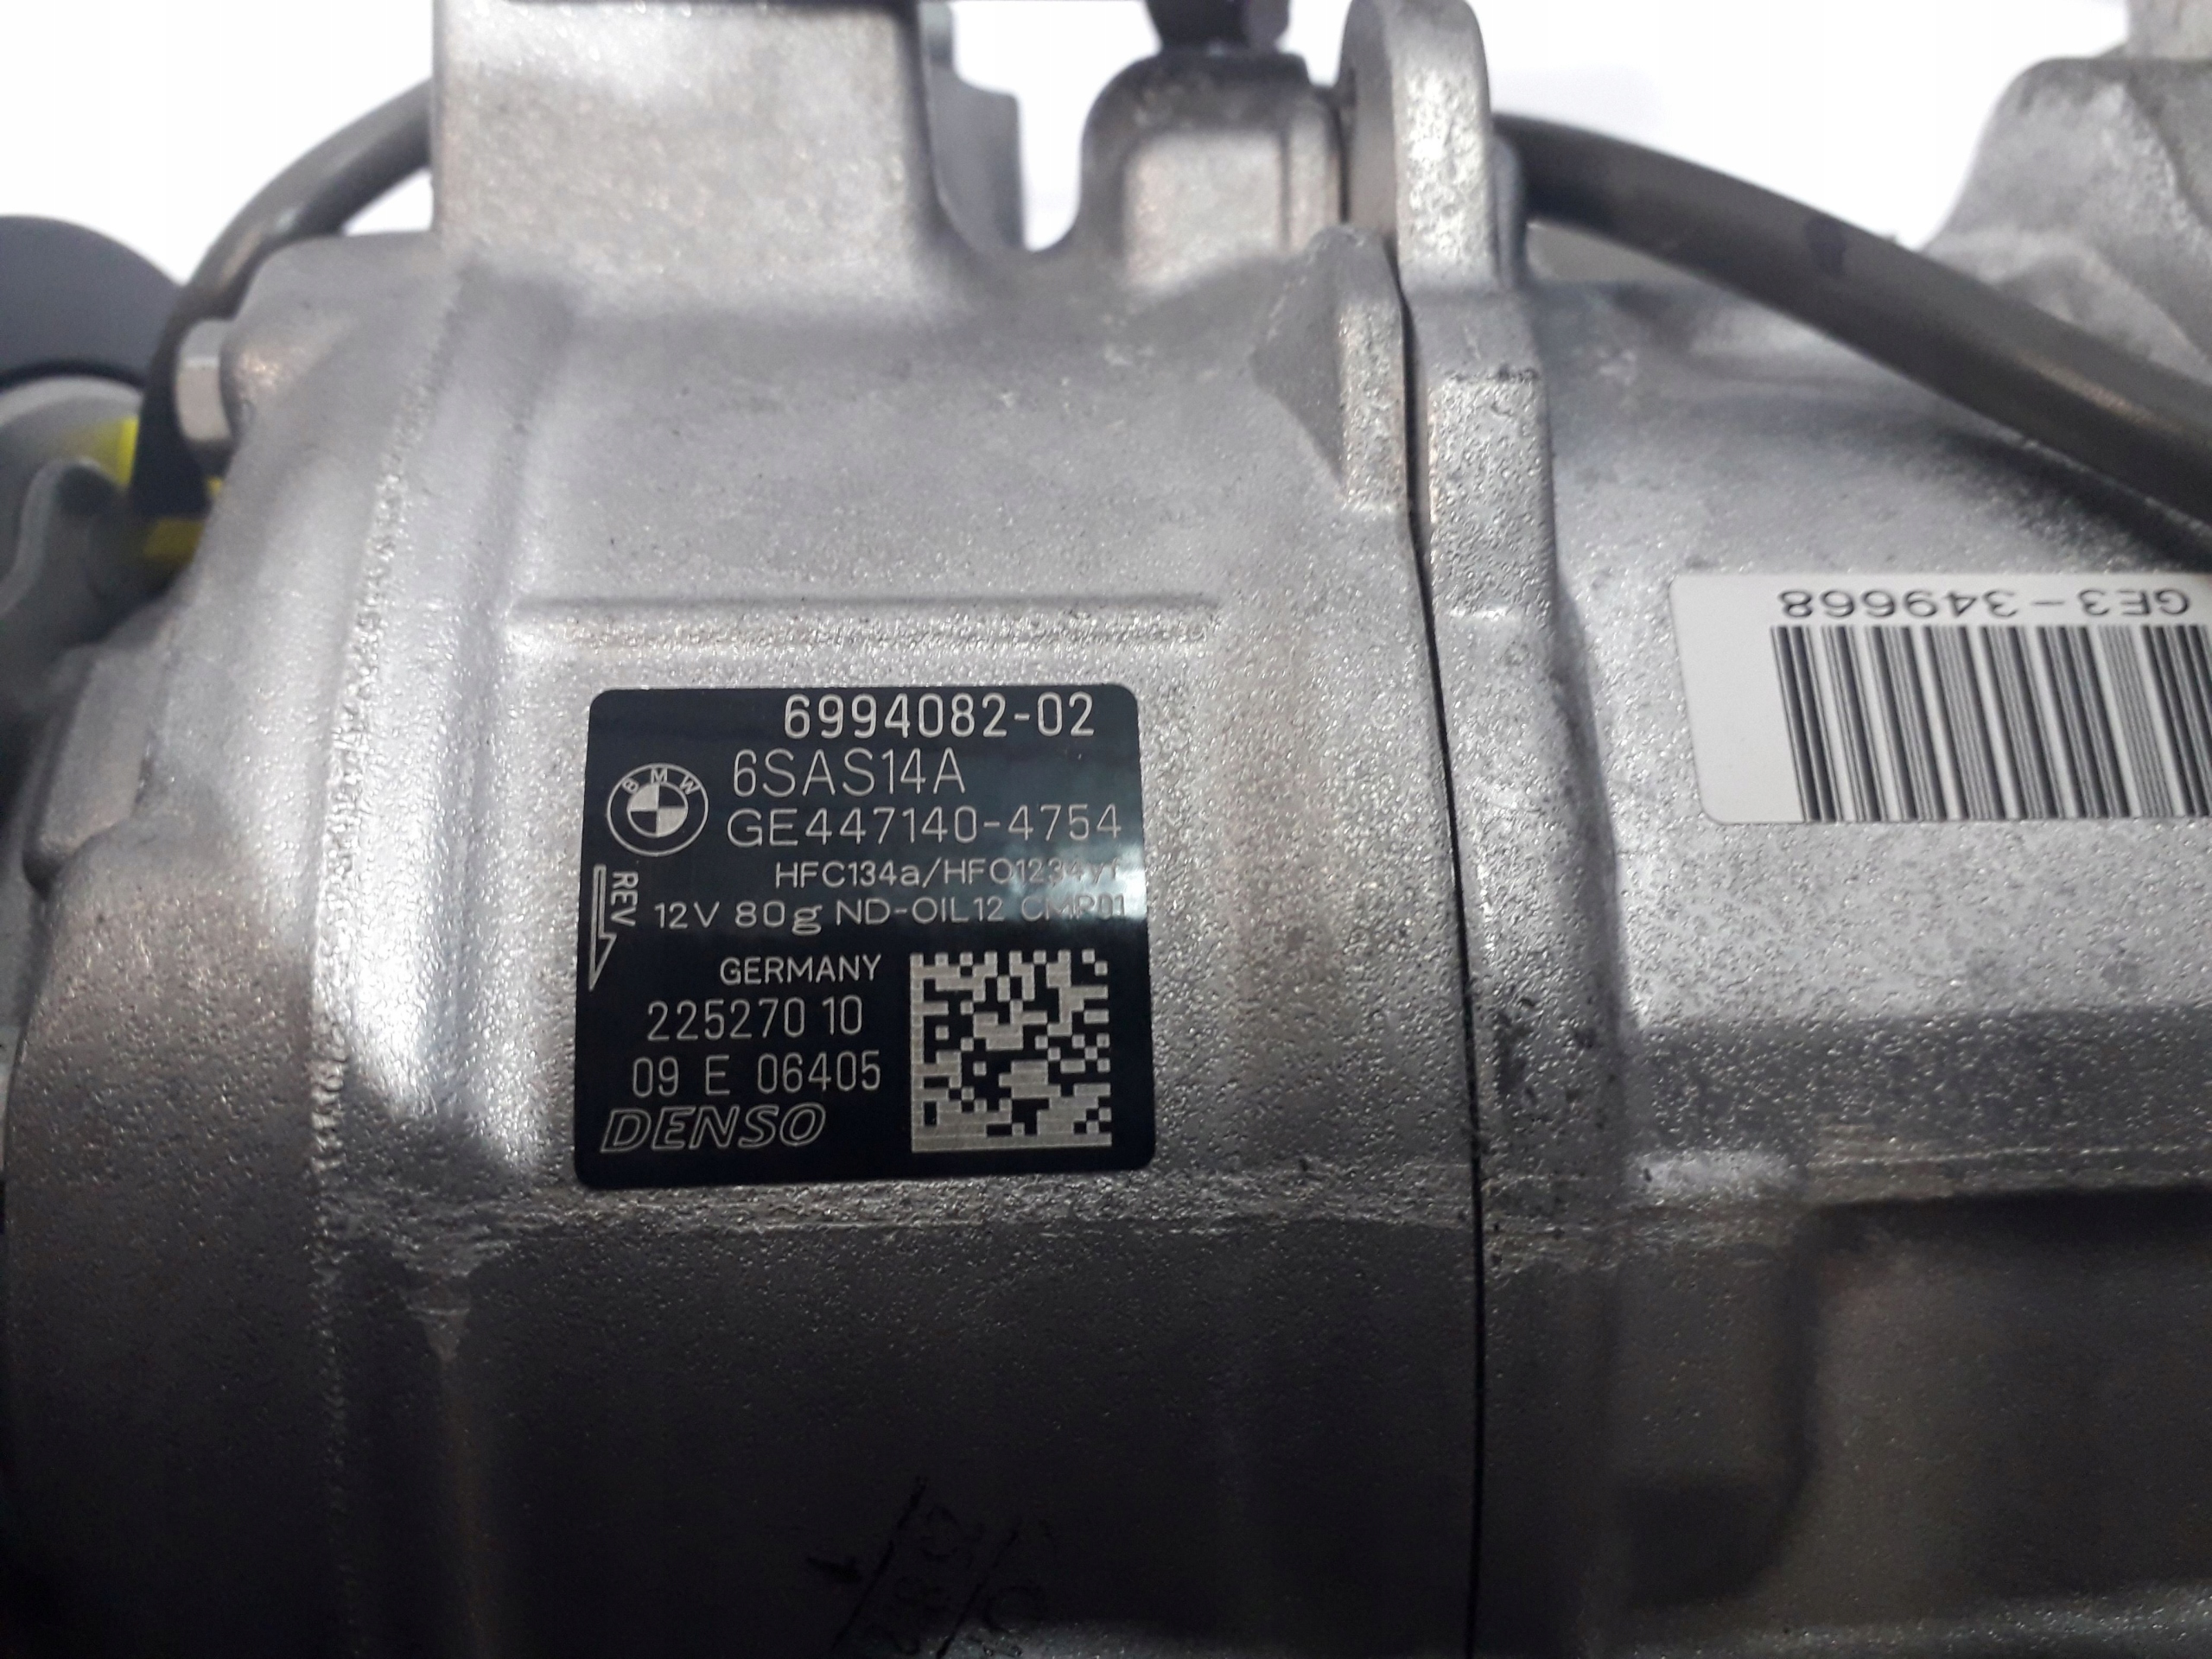 6994082-02
6SAS14A
BMW
GE447140-4754
HFC134a/HFO1234yf
REV
12V 80g ND-OIL12 CMP01
GERMANY
225270 10
09 E 06405
DENSO
GE3-349668